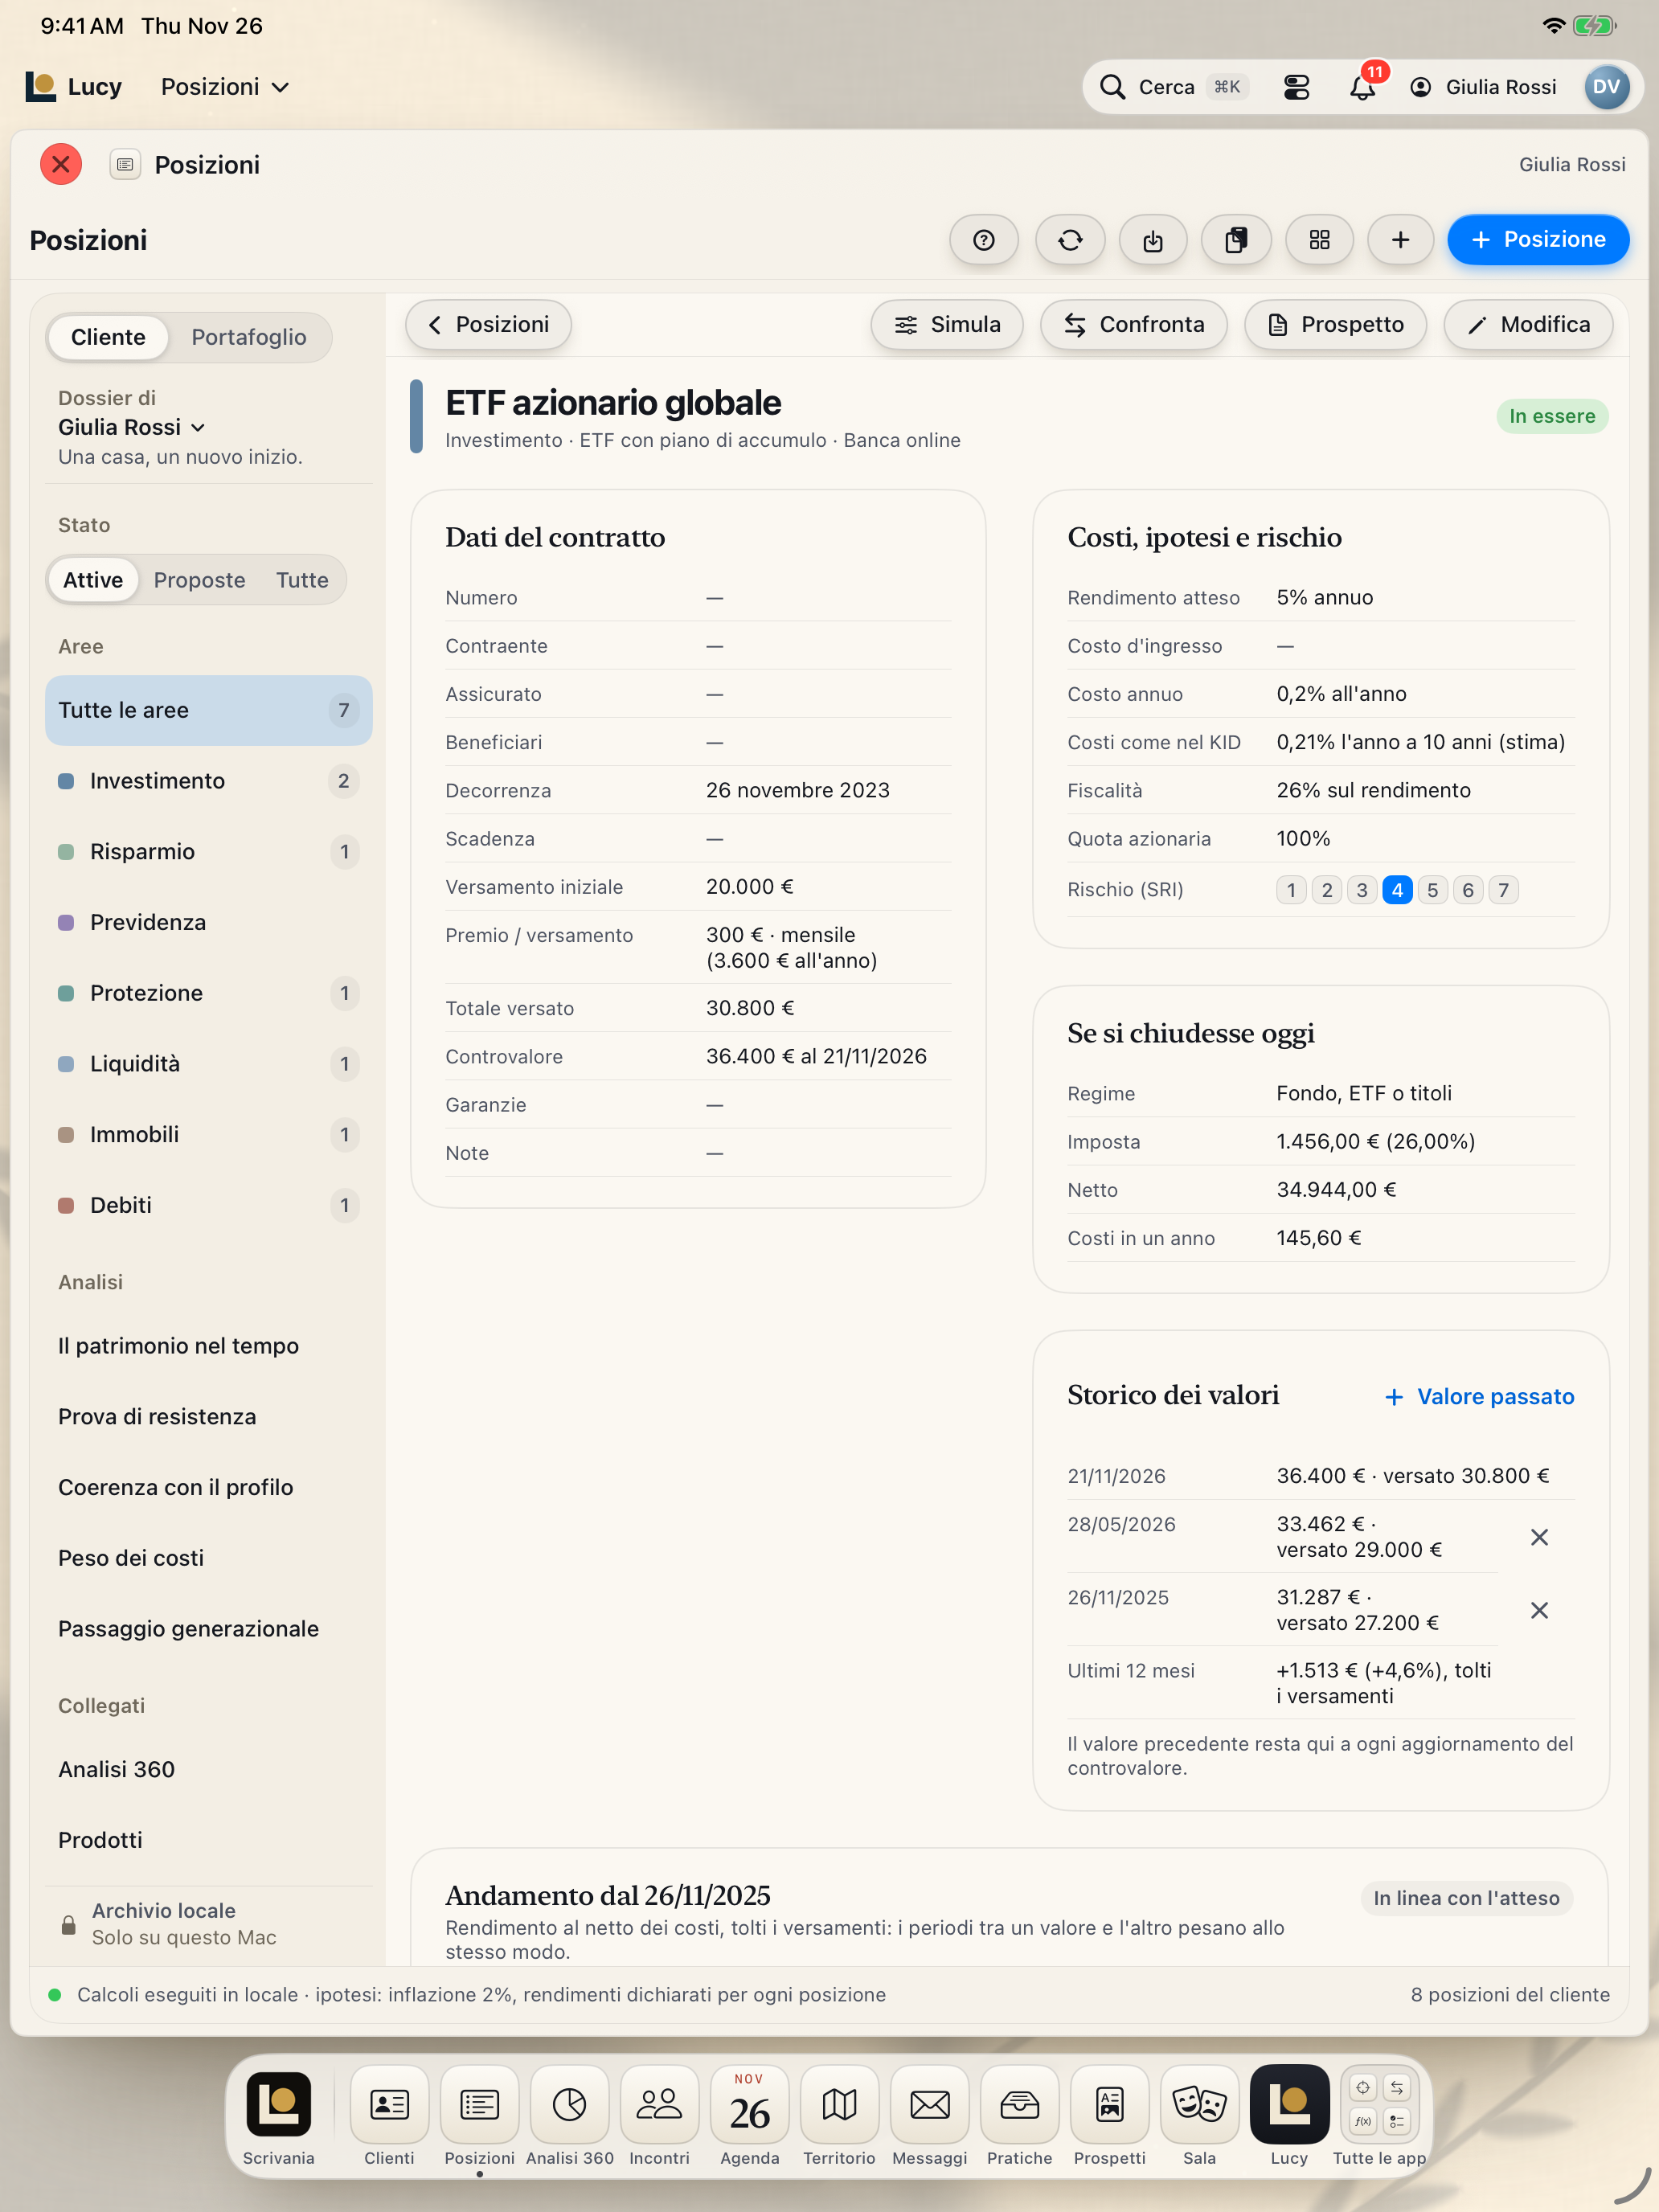 9:41 AM Thu Nov 26
Lucy
Posizioni
Cerca ⌘K
11
Giulia Rossi
DV
Posizioni
Giulia Rossi
Posizioni
+ Posizione
Cliente
Portafoglio
Dossier di
Giulia Rossi
Una casa, un nuovo inizio.
Stato
Attive
Proposte
Tutte
Aree
Tutte le aree 7
Investimento 2
Risparmio 1
Previdenza
Protezione 1
Liquidità 1
Immobili 1
Debiti 1
Analisi
Il patrimonio nel tempo
Prova di resistenza
Coerenza con il profilo
Peso dei costi
Passaggio generazionale
Collegati
Analisi 360
Prodotti
Archivio locale
Solo su questo Mac
Posizioni
Simula
Confronta
Prospetto
Modifica
ETF azionario globale
Investimento · ETF con piano di accumulo · Banca online
In essere
Dati del contratto
Numero —
Contraente —
Assicurato —
Beneficiari —
Decorrenza 26 novembre 2023
Scadenza —
Versamento iniziale 20.000 €
Premio / versamento 300 € · mensile
(3.600 € all'anno)
Totale versato 30.800 €
Controvalore 36.400 € al 21/11/2026
Garanzie —
Note —
Costi, ipotesi e rischio
Rendimento atteso 5% annuo
Costo d'ingresso —
Costo annuo 0,2% all'anno
Costi come nel KID 0,21% l'anno a 10 anni (stima)
Fiscalità 26% sul rendimento
Quota azionaria 100%
Rischio (SRI) 1 2 3 4 5 6 7
Se si chiudesse oggi
Regime Fondo, ETF o titoli
Imposta 1.456,00 € (26,00%)
Netto 34.944,00 €
Costi in un anno 145,60 €
Storico dei valori
+ Valore passato
21/11/2026 36.400 € · versato 30.800 €
28/05/2026 33.462 € ·
versato 29.000 €
26/11/2025 31.287 € ·
versato 27.200 €
Ultimi 12 mesi +1.513 € (+4,6%), tolti
i versamenti
Il valore precedente resta qui a ogni aggiornamento del
controvalore.
Andamento dal 26/11/2025
In linea con l'atteso
Rendimento al netto dei costi, tolti i versamenti: i periodi tra un valore e l'altro pesano allo
stesso modo.
Calcoli eseguiti in locale · ipotesi: inflazione 2%, rendimenti dichiarati per ogni posizione
8 posizioni del cliente
NOV
26
f(x)
Scrivania
Clienti
Posizioni
Analisi 360
Incontri
Agenda
Territorio
Messaggi
Pratiche
Prospetti
Sala
Lucy
Tutte le app